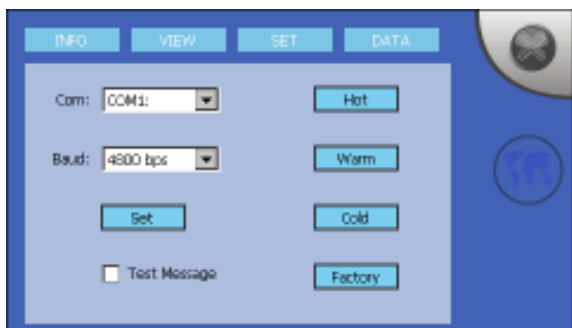 INFO VIEW SET DATA
Com: COM1: Hot
Baud: 4800 bps Warm
Set Cold
Test Message Factory